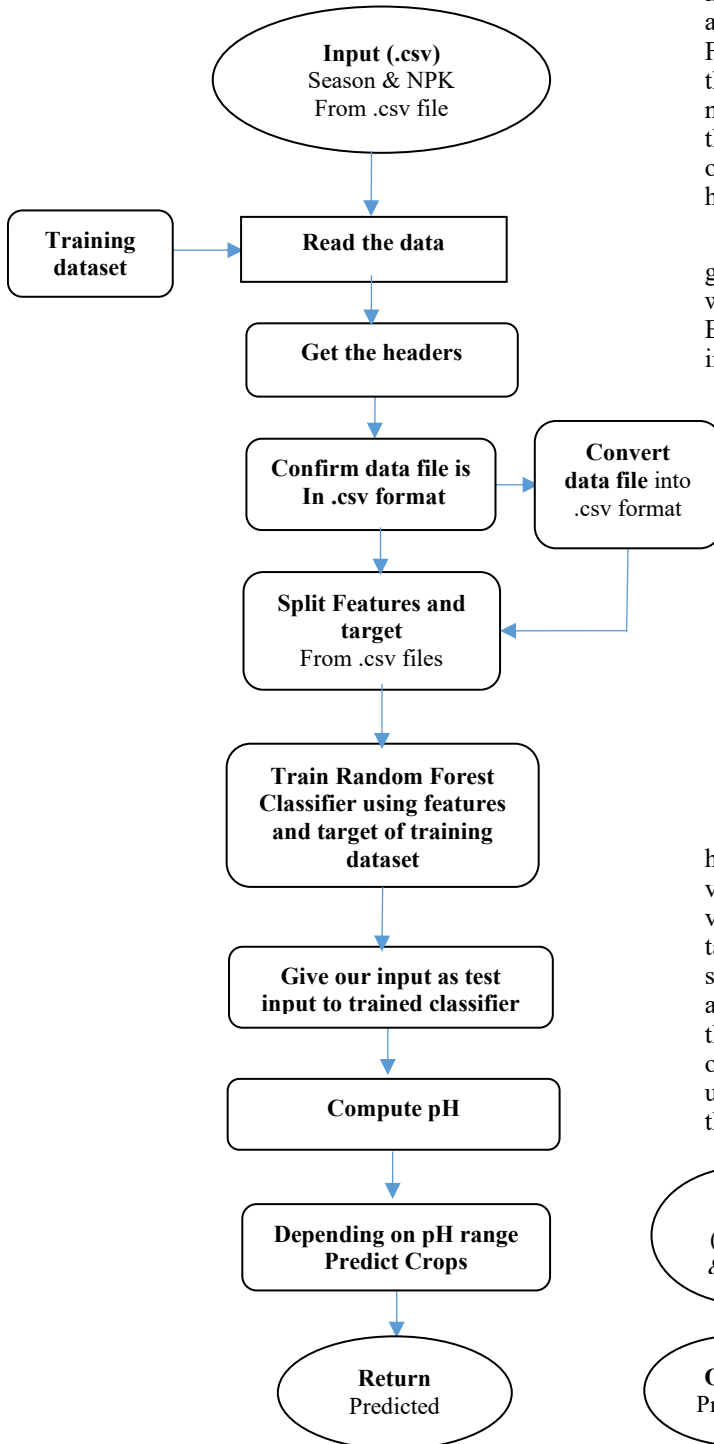 Input (.csv)
Season & NPK
From .csv file
Training
dataset
Read the data
Get the headers
Confirm data file is
In .csv format
Convert
data file into
.csv format
Split Features and
target
From .csv files
Train Random Forest
Classifier using features
and target of training
dataset
Give our input as test
input to trained classifier
Compute pH
Depending on pH range
Predict Crops
Return
Predicted